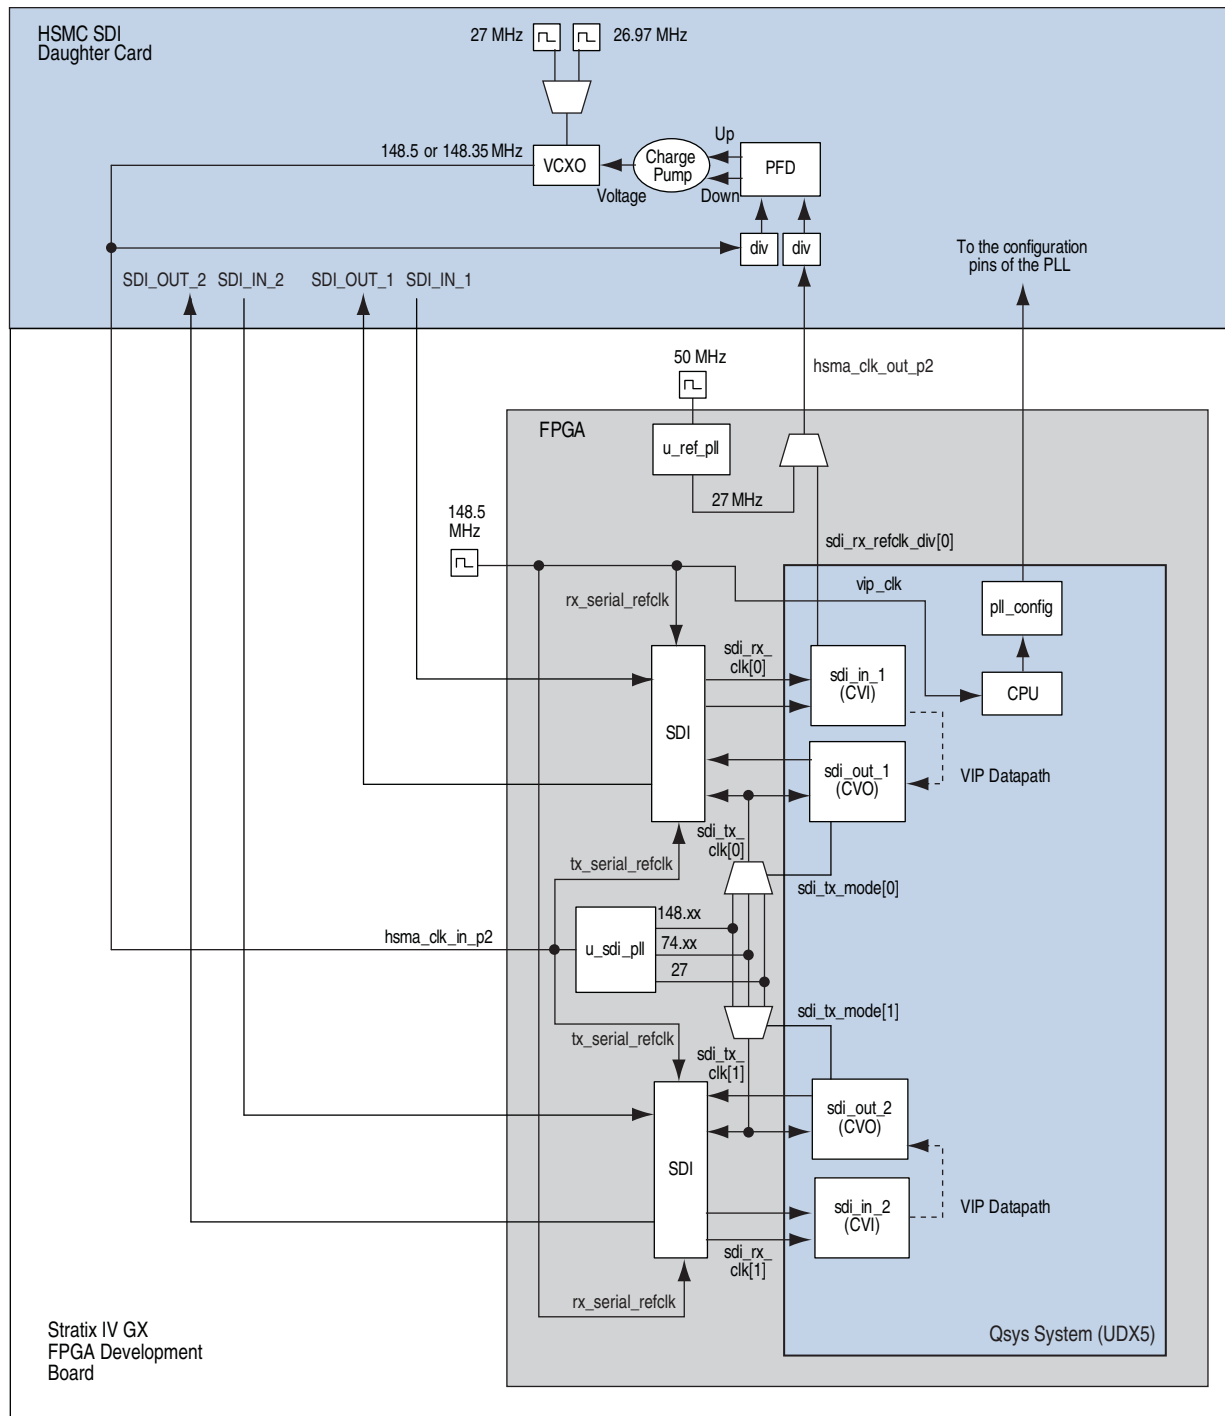 HSMC SDI
Daughter Card
27 MHz
26.97 MHz
148.5 or 148.35 MHz
VCXO
Voltage
Charge
Pump
Up
Down
PFD
div
div
To the configuration
pins of the PLL
SDI_OUT_2
SDI_IN_2
SDI_OUT_1
SDI_IN_1
50 MHz
hsma_clk_out_p2
FPGA
u_ref_pll
27 MHz
148.5
MHz
sdi_rx_refclk_div[0]
rx_serial_refclk
vip_clk
pll_config
sdi_rx_
clk[0]
sdi_in_1
(CVI)
CPU
SDI
sdi_out_1
(CVO)
VIP Datapath
sdi_tx_
clk[0]
tx_serial_refclk
sdi_tx_mode[0]
148.xx
hsma_clk_in_p2
u_sdi_pll
74.xx
27
sdi_tx_mode[1]
tx_serial_refclk
sdi_tx_
clk[1]
sdi_out_2
(CVO)
SDI
sdi_in_2
(CVI)
VIP Datapath
sdi_rx_
clk[1]
rx_serial_refclk
Stratix IV GX
FPGA Development
Board
Qsys System (UDX5)